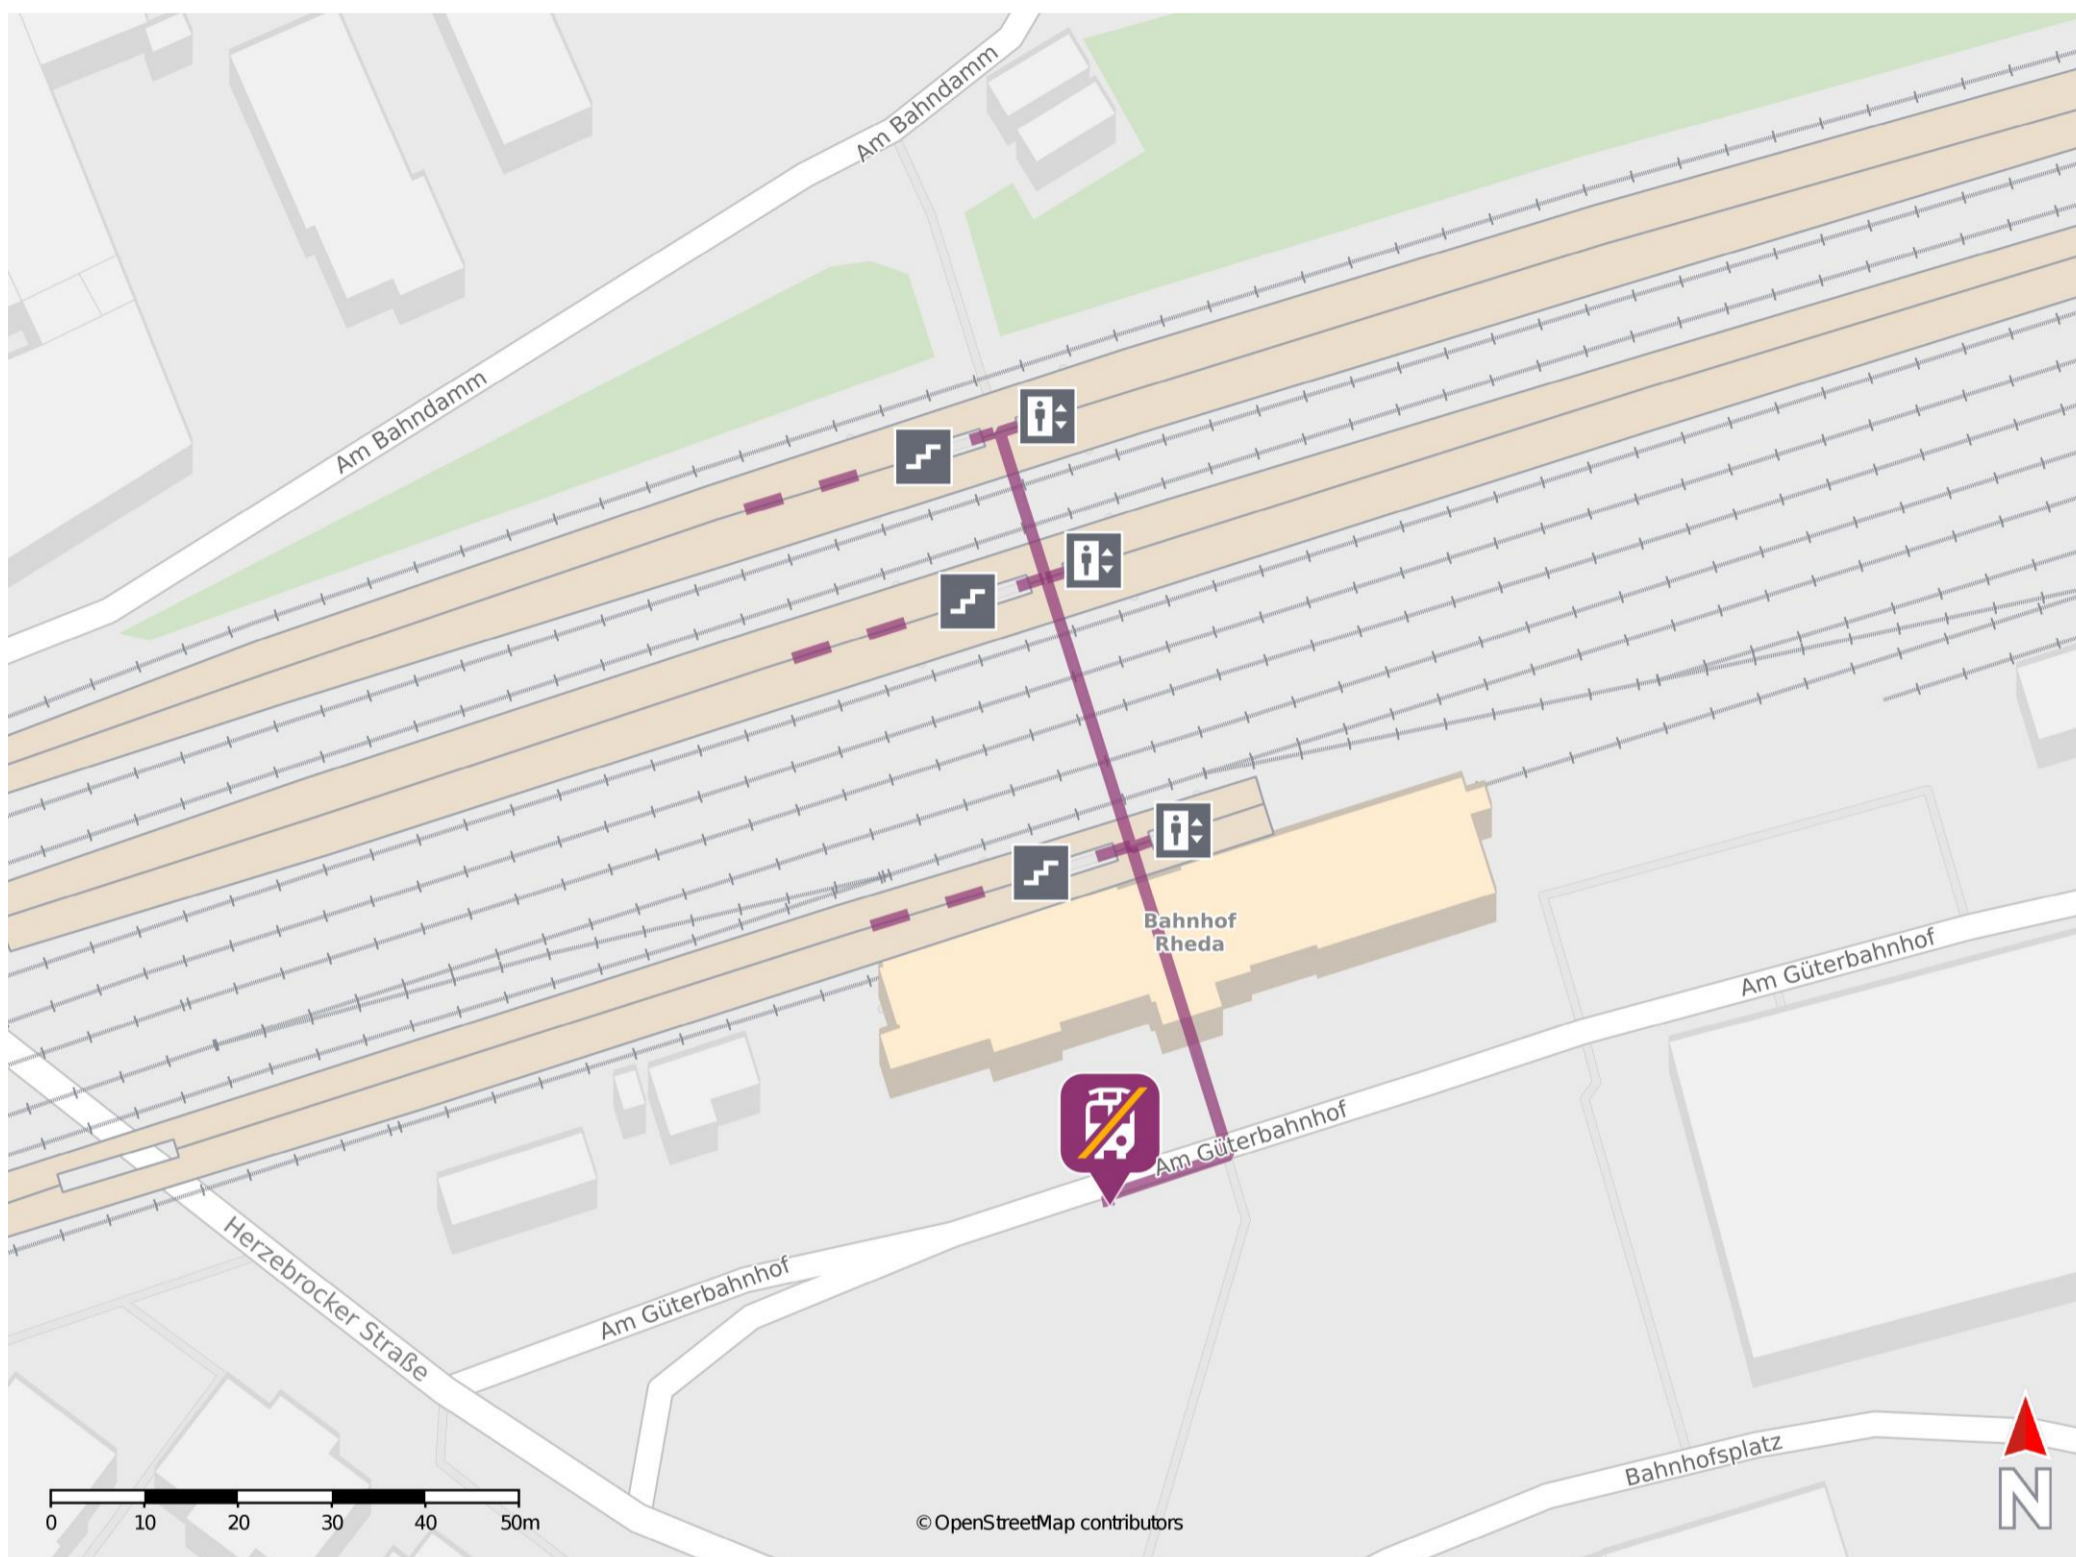 Am Bahndamm
Am Bahndamm
Bahnhof
Rheda
Am Güterbahnhof
Am Güterbahnhof
Herzebrocker Straße
Am Güterbahnhof
Bahnhofsplatz
N
0 10 20 30 40 50m
© OpenStreetMap contributors